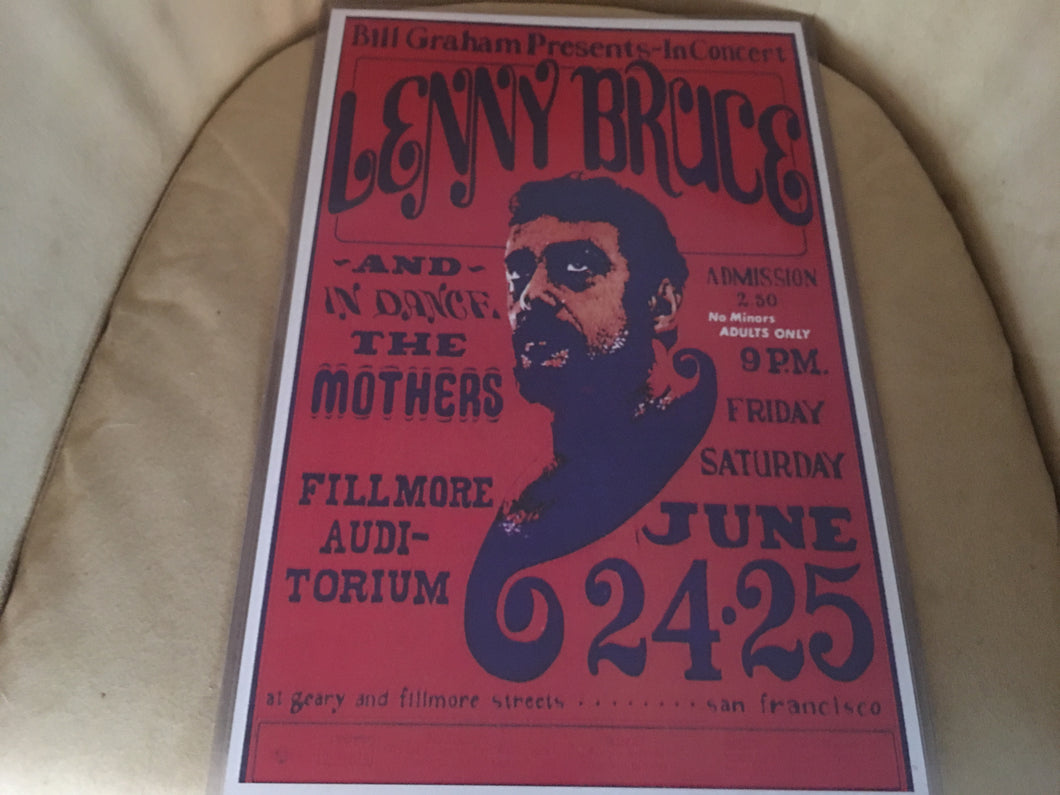 Bill Graham Presents-In Concert
LENNY BRUCE
~AND~
IN DANCE
THE
MOTHERS
ADMISSION
2.50
No Minors
ADULTS ONLY
9 P.M.
FRIDAY
SATURDAY
FILLMORE
AUDI-
TORIUM
JUNE
24·25
at geary and fillmore streets ········ san francisco